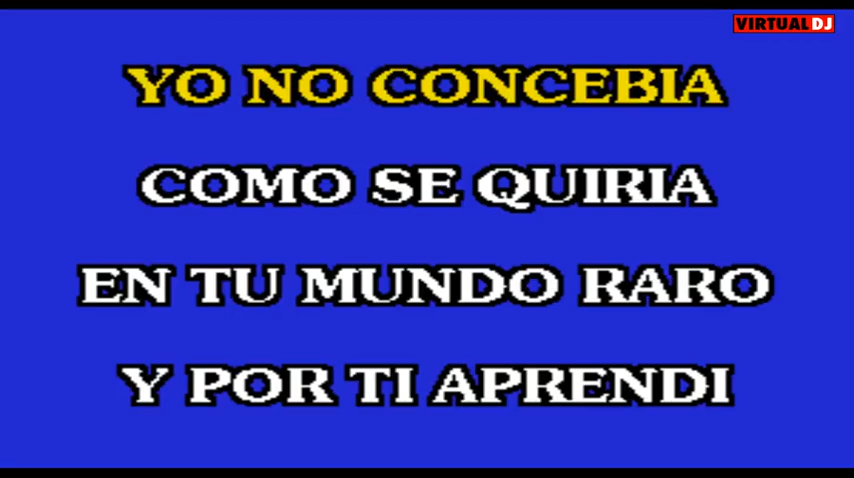 VIRTUAL DJ
YO NO CONCEBIA
COMO SE QUIRIA
EN TU MUNDO RARO
Y POR TI APRENDI